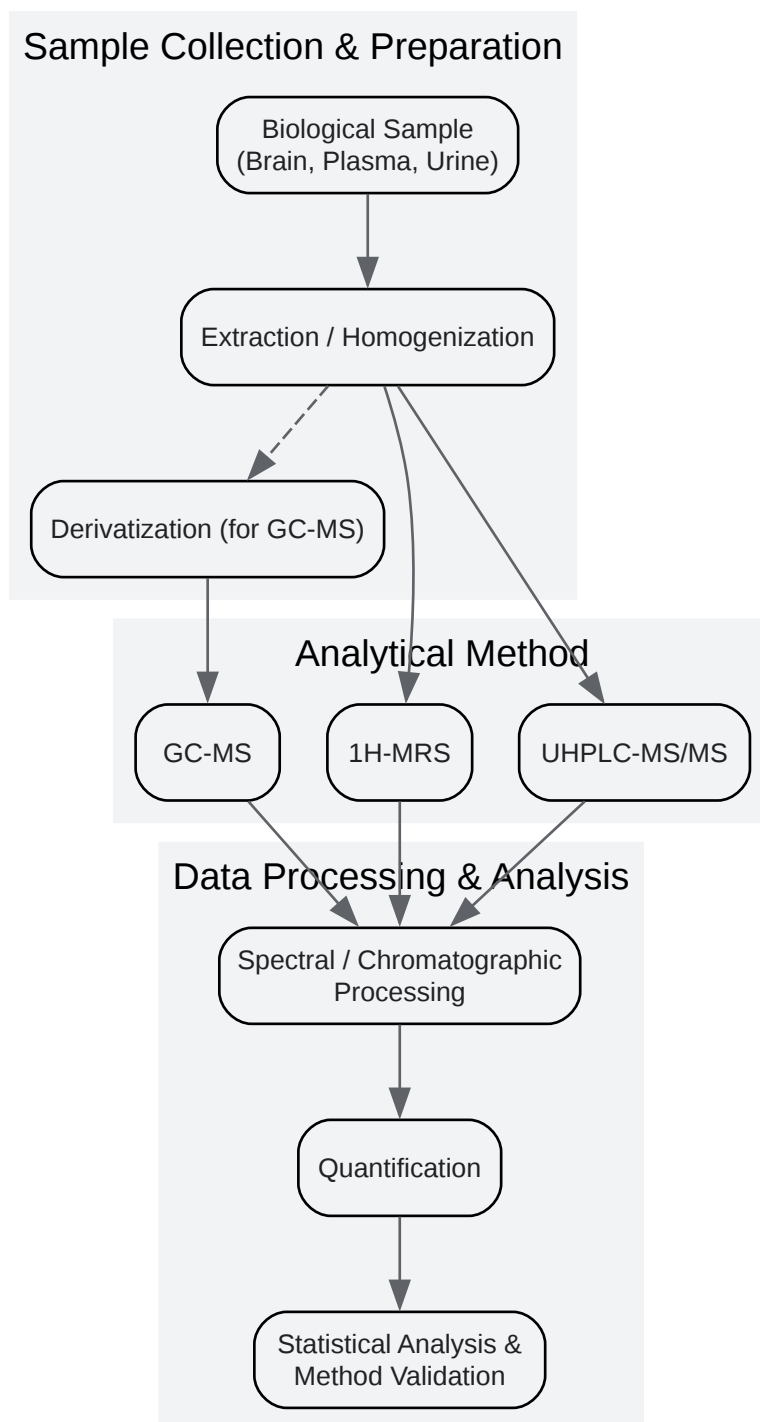 Sample Collection & Preparation
Biological Sample
(Brain, Plasma, Urine)
Extraction / Homogenization
Derivatization (for GC-MS)
Analytical Method
GC-MS
1H-MRS
UHPLC-MS/MS
Data Processing & Analysis
Spectral / Chromatographic
Processing
Quantification
Statistical Analysis &
Method Validation